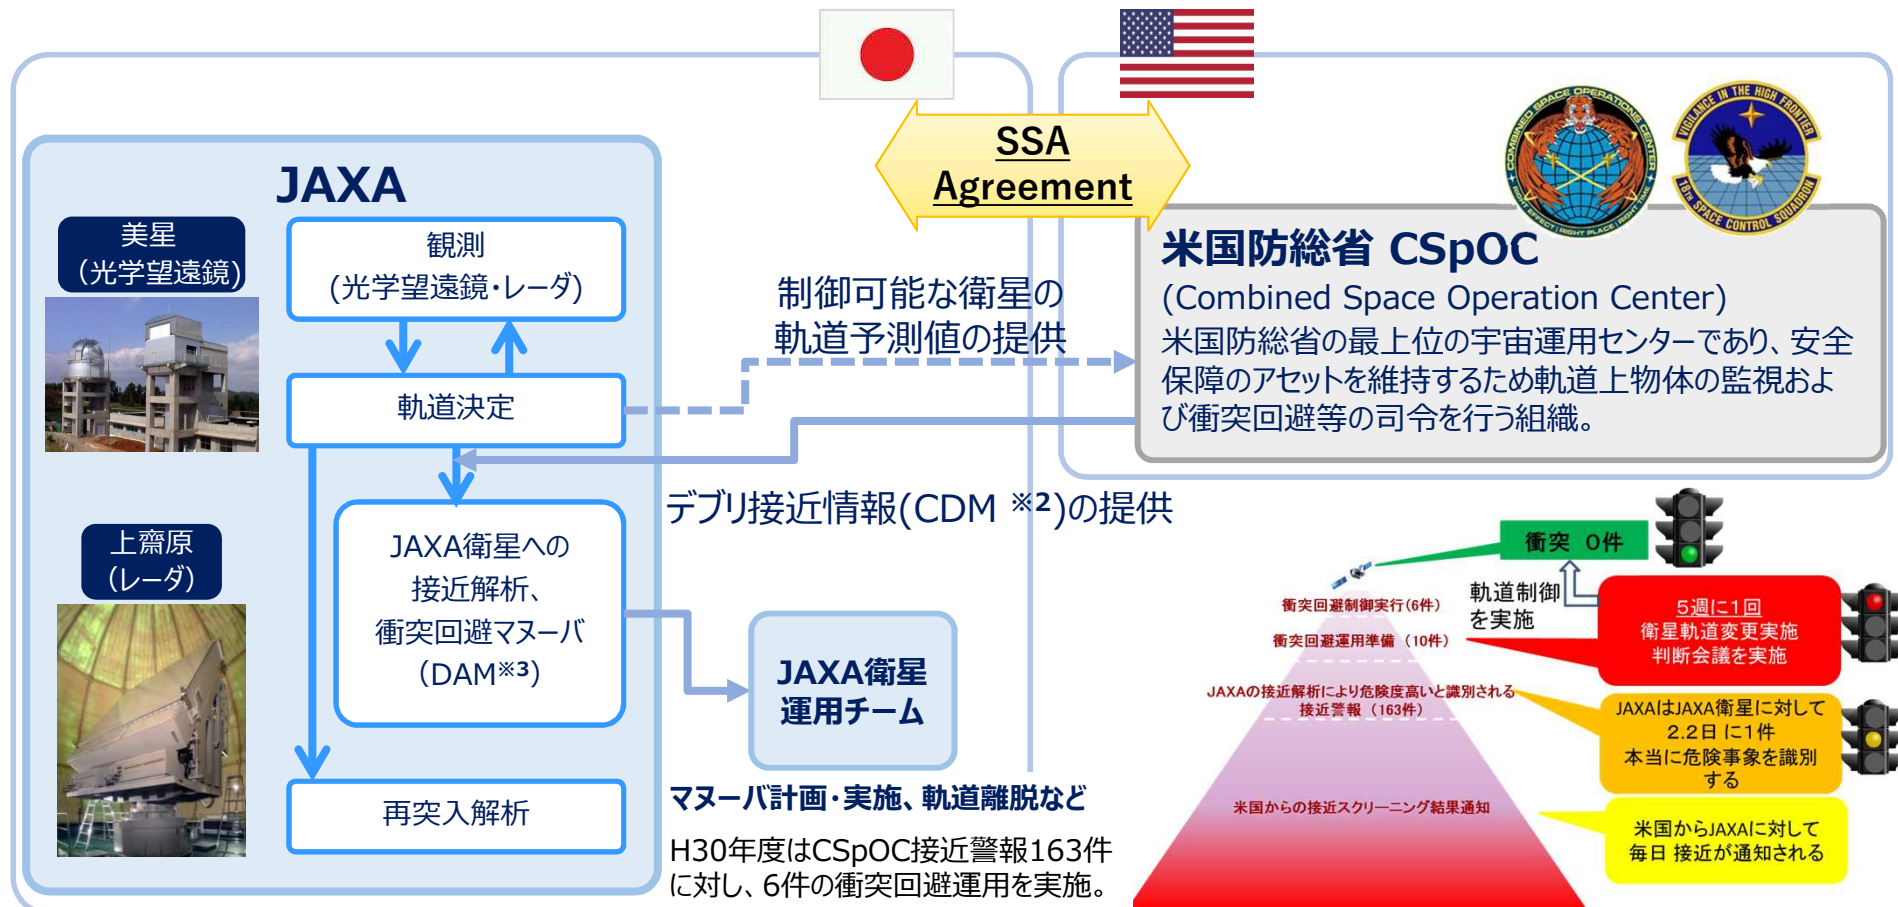 SSA
Agreement
COMBINED SPACE OPERATIONS CENTER
RIGHT EFFECT | RIGHT PLACE | RIGHT TIME
VIGILANCE IN THE HIGH FRONTIER
18TH SPACE CONTROL SQUADRON
JAXA
美星
(光学望遠鏡)
観測
(光学望遠鏡・レーダ)
軌道決定
上齋原
(レーダ)
JAXA衛星への
接近解析、
衝突回避マヌーバ
(DAM※3)
再突入解析
制御可能な衛星の
軌道予測値の提供
米国防総省 CSpOC
(Combined Space Operation Center)
米国防総省の最上位の宇宙運用センターであり、安全
保障のアセットを維持するため軌道上物体の監視およ
び衝突回避等の司令を行う組織。
デブリ接近情報(CDM ※2)の提供
JAXA衛星
運用チーム
マヌーバ計画・実施、軌道離脱など
H30年度はCSpOC接近警報163件
に対し、6件の衝突回避運用を実施。
衝突 0件
軌道制御
を実施
衝突回避制御実行(6件)
衝突回避運用準備 (10件)
5週に1回
衛星軌道変更実施
判断会議を実施
JAXAの接近解析により危険度高いと識別される
接近警報 (163件)
JAXAはJAXA衛星に対して
2.2日に1件
本当に危険事象を識別
する
米国からの接近スクリーニング結果通知
米国からJAXAに対して
毎日 接近が通知される